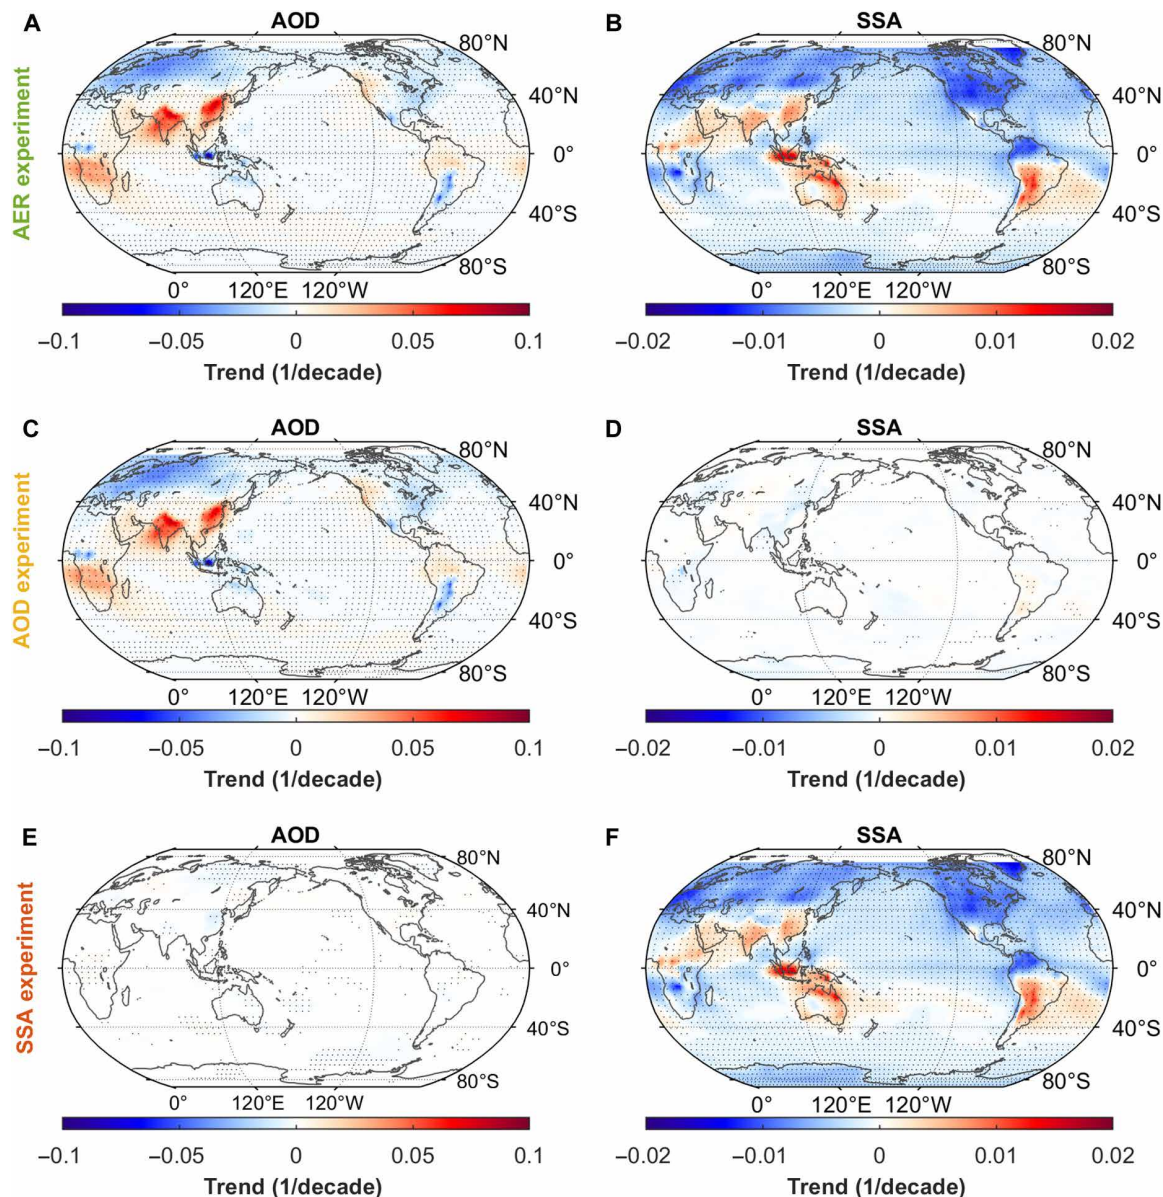 A
AOD
B
SSA
AER experiment
80°N
40°N
0°
40°S
80°S
0° 120°E 120°W
−0.1 −0.05 0 0.05 0.1
Trend (1/decade)
80°N
40°N
0°
40°S
80°S
0° 120°E 120°W
−0.02 −0.01 0 0.01 0.02
Trend (1/decade)
C
AOD
D
SSA
AOD experiment
80°N
40°N
0°
40°S
80°S
0° 120°E 120°W
−0.1 −0.05 0 0.05 0.1
Trend (1/decade)
80°N
40°N
0°
40°S
80°S
0° 120°E 120°W
−0.02 −0.01 0 0.01 0.02
Trend (1/decade)
E
AOD
F
SSA
SSA experiment
80°N
40°N
0°
40°S
80°S
0° 120°E 120°W
−0.1 −0.05 0 0.05 0.1
Trend (1/decade)
80°N
40°N
0°
40°S
80°S
0° 120°E 120°W
−0.02 −0.01 0 0.01 0.02
Trend (1/decade)